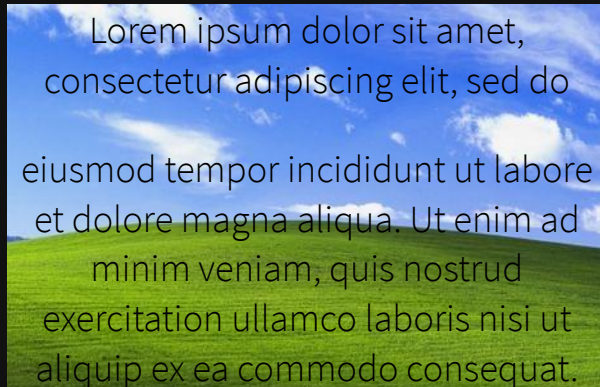 Lorem ipsum dolor sit amet,
consectetur adipiscing elit, sed do
eiusmod tempor incididunt ut labore
et dolore magna aliqua. Ut enim ad
minim veniam, quis nostrud
exercitation ullamco laboris nisi ut
aliquip ex ea commodo consequat.